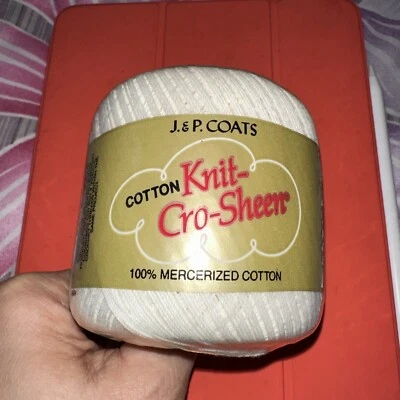 J. & P. COATS
COTTON Knit-
Cro-Sheen®
100% MERCERIZED COTTON